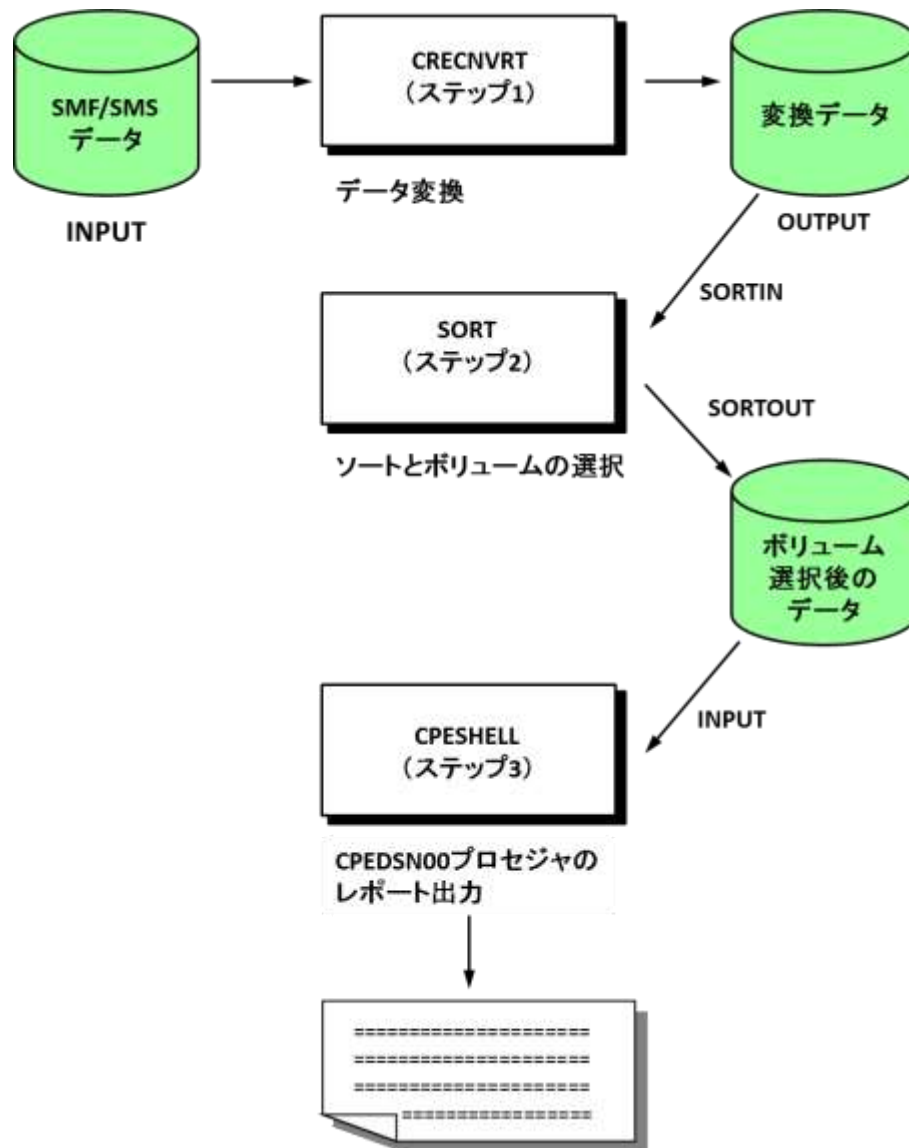 SMF/SMS
データ
INPUT
CRECNVRT
（ステップ1）
データ変換
変換データ
OUTPUT
SORTIN
SORT
（ステップ2）
ソートとボリュームの選択
SORTOUT
ボリューム
選択後の
データ
INPUT
CPESHELL
（ステップ3）
CPEDSN00プロセジャの
レポート出力
=====================
=====================
=====================
=================